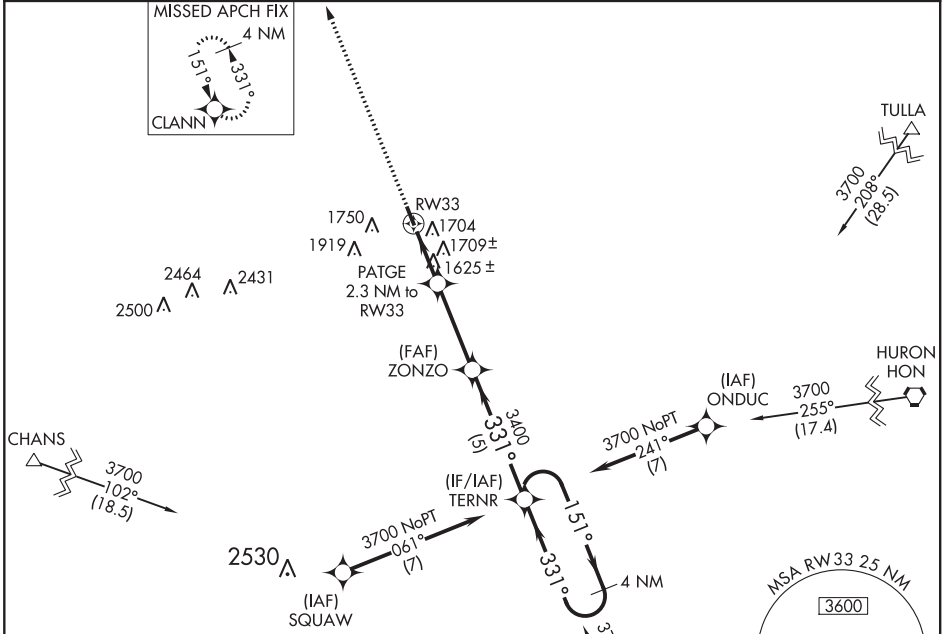 MISSED APCH FIX
4 NM
151°
331°
CLANN
TULLA
3700
208°
(28.5)
RW33
1750
1704
1919
1709±
1625 ±
PATGE
2.3 NM to
RW33
2464
2431
2500
(FAF)
ZONZO
HURON
HON
(IAF)
ONDUC
3700
255°
(17.4)
3400
331°
(5)
3700 NoPT
241°
(7)
CHANS
3700
102°
(18.5)
(IF/IAF)
TERNR
151°
331°
4 NM
3700 NoPT
061°
(7)
2530
(IAF)
SQUAW
MSA RW33 25 NM
3600